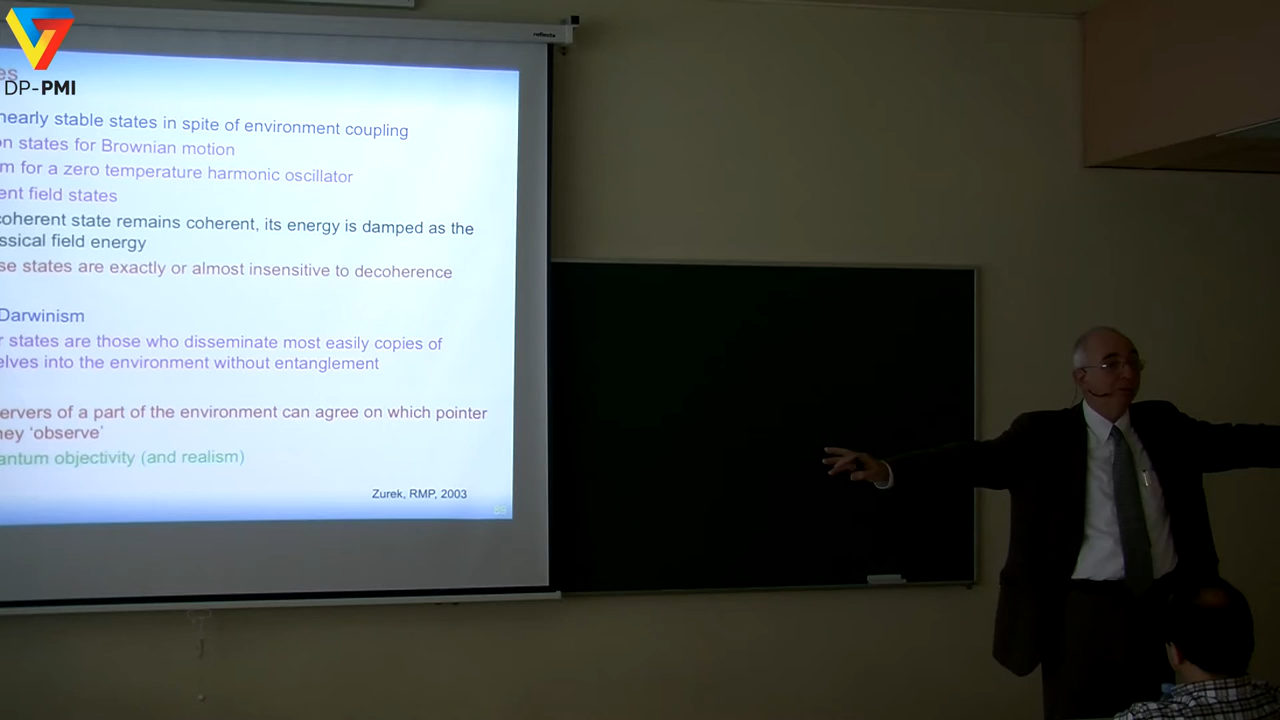 reflecta
es
DP-PMI
nearly stable states in spite of environment coupling
on states for Brownian motion
m for a zero temperature harmonic oscillator
ent field states
coherent state remains coherent, its energy is damped as the
ssical field energy
se states are exactly or almost insensitive to decoherence
Darwinism
r states are those who disseminate most easily copies of
elves into the environment without entanglement
ervers of a part of the environment can agree on which pointer
hey ‘observe’
antum objectivity (and realism)
Zurek, RMP, 2003
59